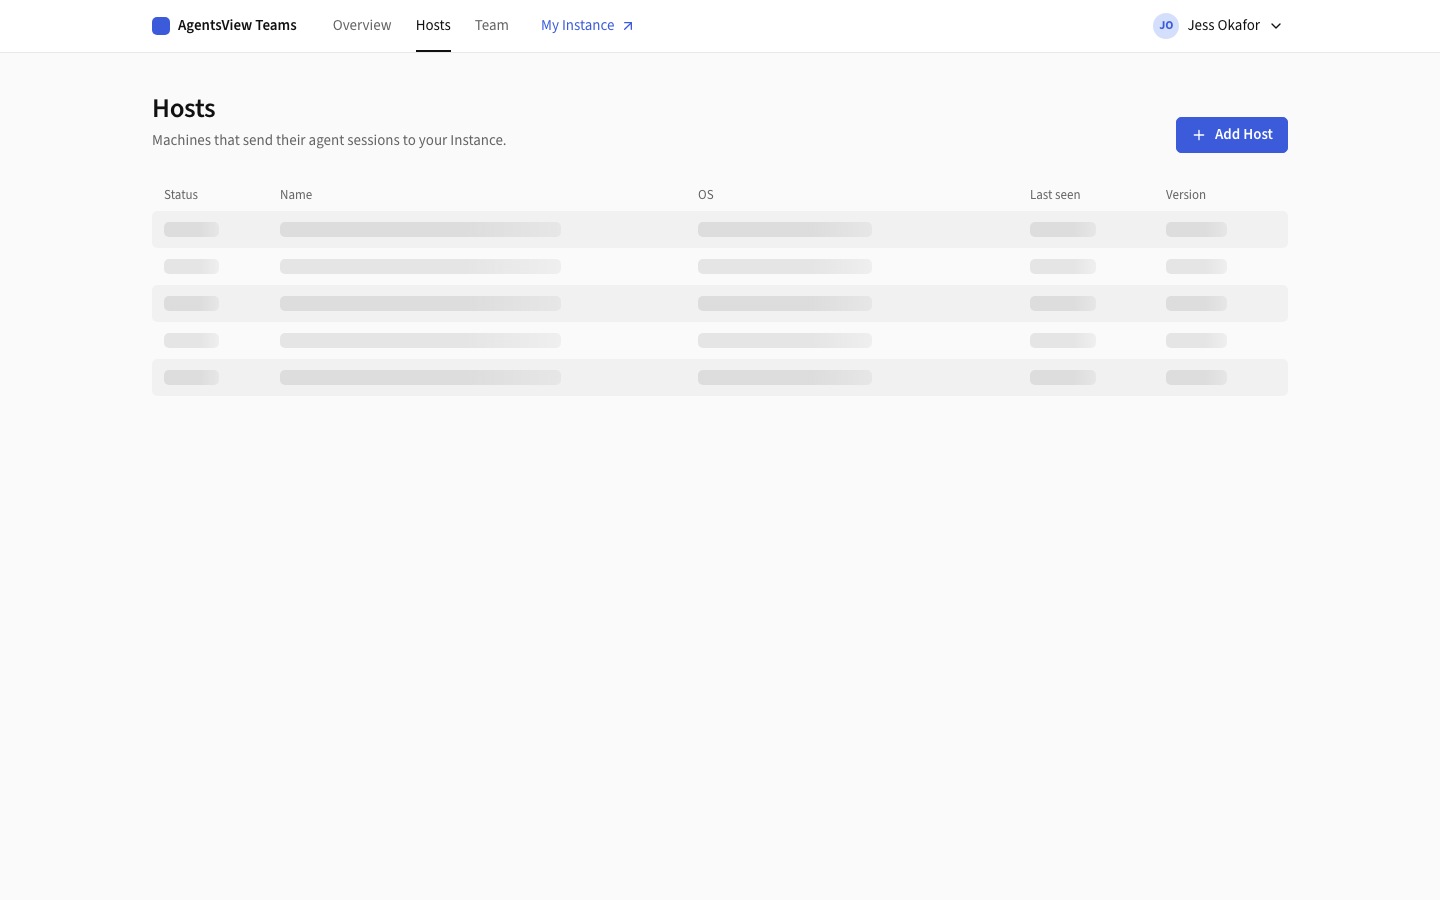 AgentsView Teams Overview Hosts Team My Instance JO Jess Okafor
Hosts
Machines that send their agent sessions to your Instance.
Add Host
Status Name OS Last seen Version